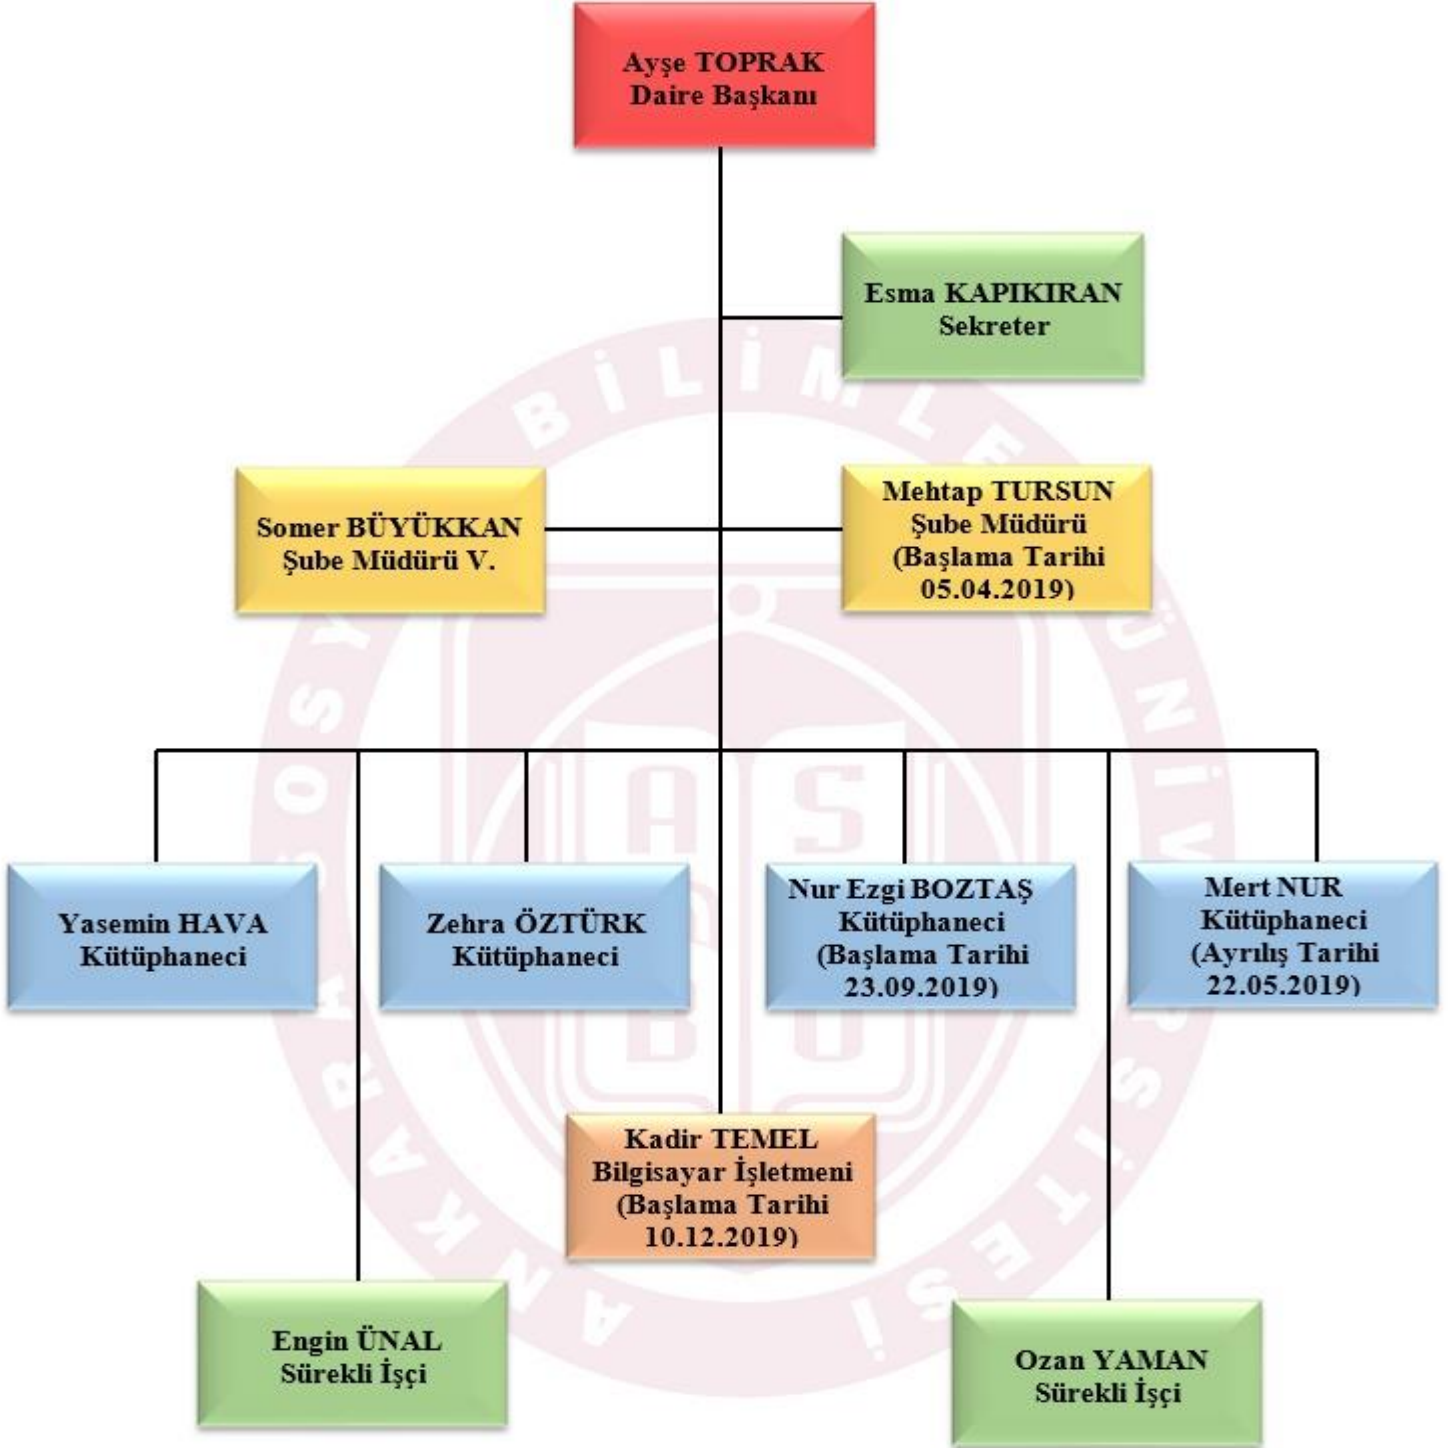 Ayşe TOPRAK
Daire Başkanı
Esma KAPIKIRAN
Sekreter
Somer BÜYÜKKAN
Şube Müdürü V.
Mehtap TURSUN
Şube Müdürü
(Başlama Tarihi
05.04.2019)
Yasemin HAVA
Kütüphaneci
Zehra ÖZTÜRK
Kütüphaneci
Nur Ezgi BOZTAŞ
Kütüphaneci
(Başlama Tarihi
23.09.2019)
Mert NUR
Kütüphaneci
(Ayrılış Tarihi
22.05.2019)
Kadir TEMEL
Bilgisayar İşletmeni
(Başlama Tarihi
10.12.2019)
Engin ÜNAL
Sürekli İşçi
Ozan YAMAN
Sürekli İşçi